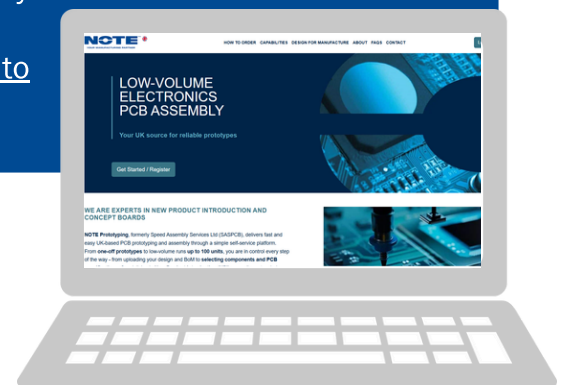 to
NOTE
HOW TO ORDER CAPABILITIES DESIGN FOR MANUFACTURE ABOUT FAQS CONTACT
LOW-VOLUME
ELECTRONICS
PCB ASSEMBLY
Your UK source for reliable prototypes
Get Started / Register
WE ARE EXPERTS IN NEW PRODUCT INTRODUCTION AND
CONCEPT BOARDS
NOTE Prototyping, formerly Speed Assembly Services Ltd (SASPCB), delivers fast and
easy UK-based PCB prototyping and assembly through a simple self-service platform.
From one-off prototypes to low-volume runs up to 100 units, you are in control every step
of the way - from uploading your design and BoM to selecting components and PCB